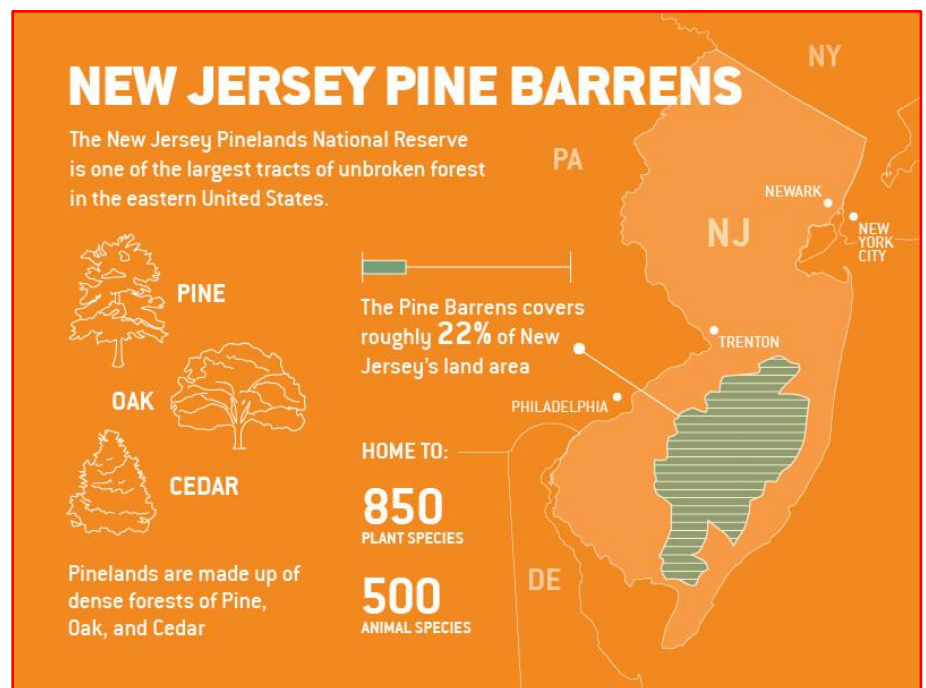 NEW JERSEY PINE BARRENS
The New Jersey Pinelands National Reserve
is one of the largest tracts of unbroken forest
in the eastern United States.
PINE
OAK
CEDAR
Pinelands are made up of
dense forests of Pine,
Oak, and Cedar
The Pine Barrens covers
roughly 22% of New
Jersey's land area
HOME TO:
850
PLANT SPECIES
500
ANIMAL SPECIES
NY
PA
NEWARK
NJ
NEW
YORK
CITY
TRENTON
PHILADELPHIA
DE